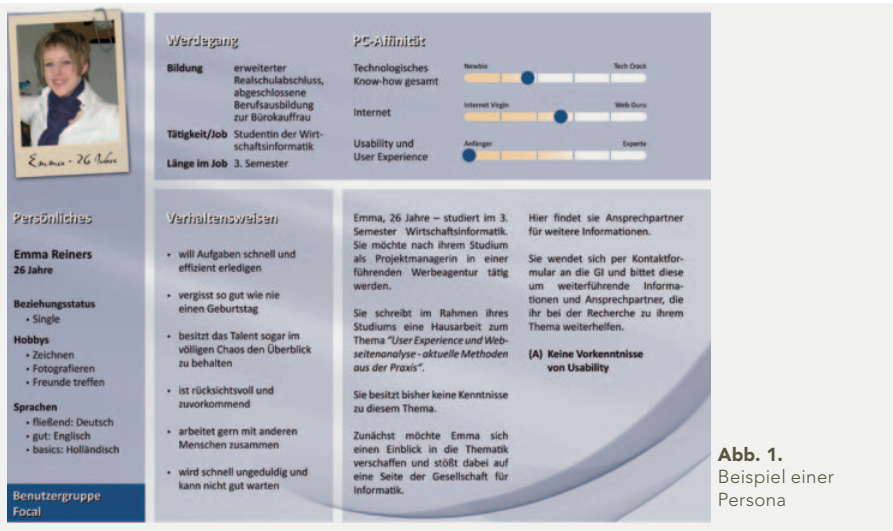 Emma - 26 Jahre
Werdegang
Bildung
erweiterter
Realschulabschluss,
abgeschlossene
Berufsausbildung
zur Bürokauffrau
Tätigkeit/Job Studentin der Wirt-
schaftsinformatik
Länge im Job 3. Semester
PC-Affinität
Technologisches
Know-how gesamt
Newbie
Tech Crack
Internet
Internet Virgin
Web Guru
Usability und
User Experience
Anfänger
Experte
Persönliches
Emma Reiners
26 Jahre
Beziehungsstatus
• Single
Hobbys
• Zeichnen
• Fotografieren
• Freunde treffen
Sprachen
• fließend: Deutsch
• gut: Englisch
• basics: Holländisch
Benutzergruppe
Focal
Verhaltensweisen
• will Aufgaben schnell und
effizient erledigen
• vergisst so gut wie nie
einen Geburtstag
• besitzt das Talent sogar im
völligen Chaos den Überblick
zu behalten
• ist rücksichtsvoll und
zuvorkommend
• arbeitet gern mit anderen
Menschen zusammen
• wird schnell ungeduldig und
kann nicht gut warten
Emma, 26 Jahre – studiert im 3.
Semester Wirtschaftsinformatik.
Sie möchte nach ihrem Studium
als Projektmanagerin in einer
führenden Werbeagentur tätig
werden.
Sie schreibt im Rahmen ihres
Studiums eine Hausarbeit zum
Thema "User Experience und Web-
seitenanalyse - aktuelle Methoden
aus der Praxis".
Sie besitzt bisher keine Kenntnisse
zu diesem Thema.
Zunächst möchte Emma sich
einen Einblick in die Thematik
verschaffen und stößt dabei auf
eine Seite der Gesellschaft für
Informatik.
Hier findet sie Ansprechpartner
für weitere Informationen.
Sie wendet sich per Kontaktfor-
mular an die GI und bittet diese
um weiterführende Informa-
tionen und Ansprechpartner, die
ihr bei der Recherche zu ihrem
Thema weiterhelfen.
(A) Keine Vorkenntnisse
von Usability
Abb. 1.
Beispiel einer
Persona